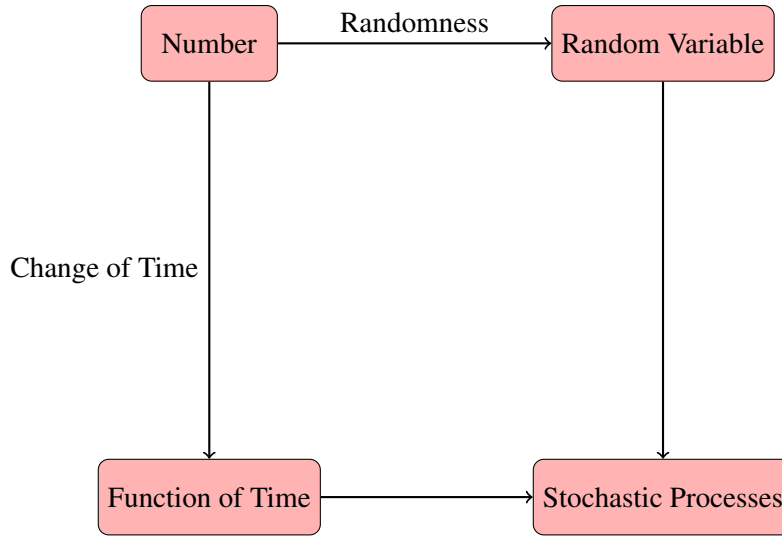 Number
Randomness
Random Variable
Change of Time
Function of Time
Stochastic Processes